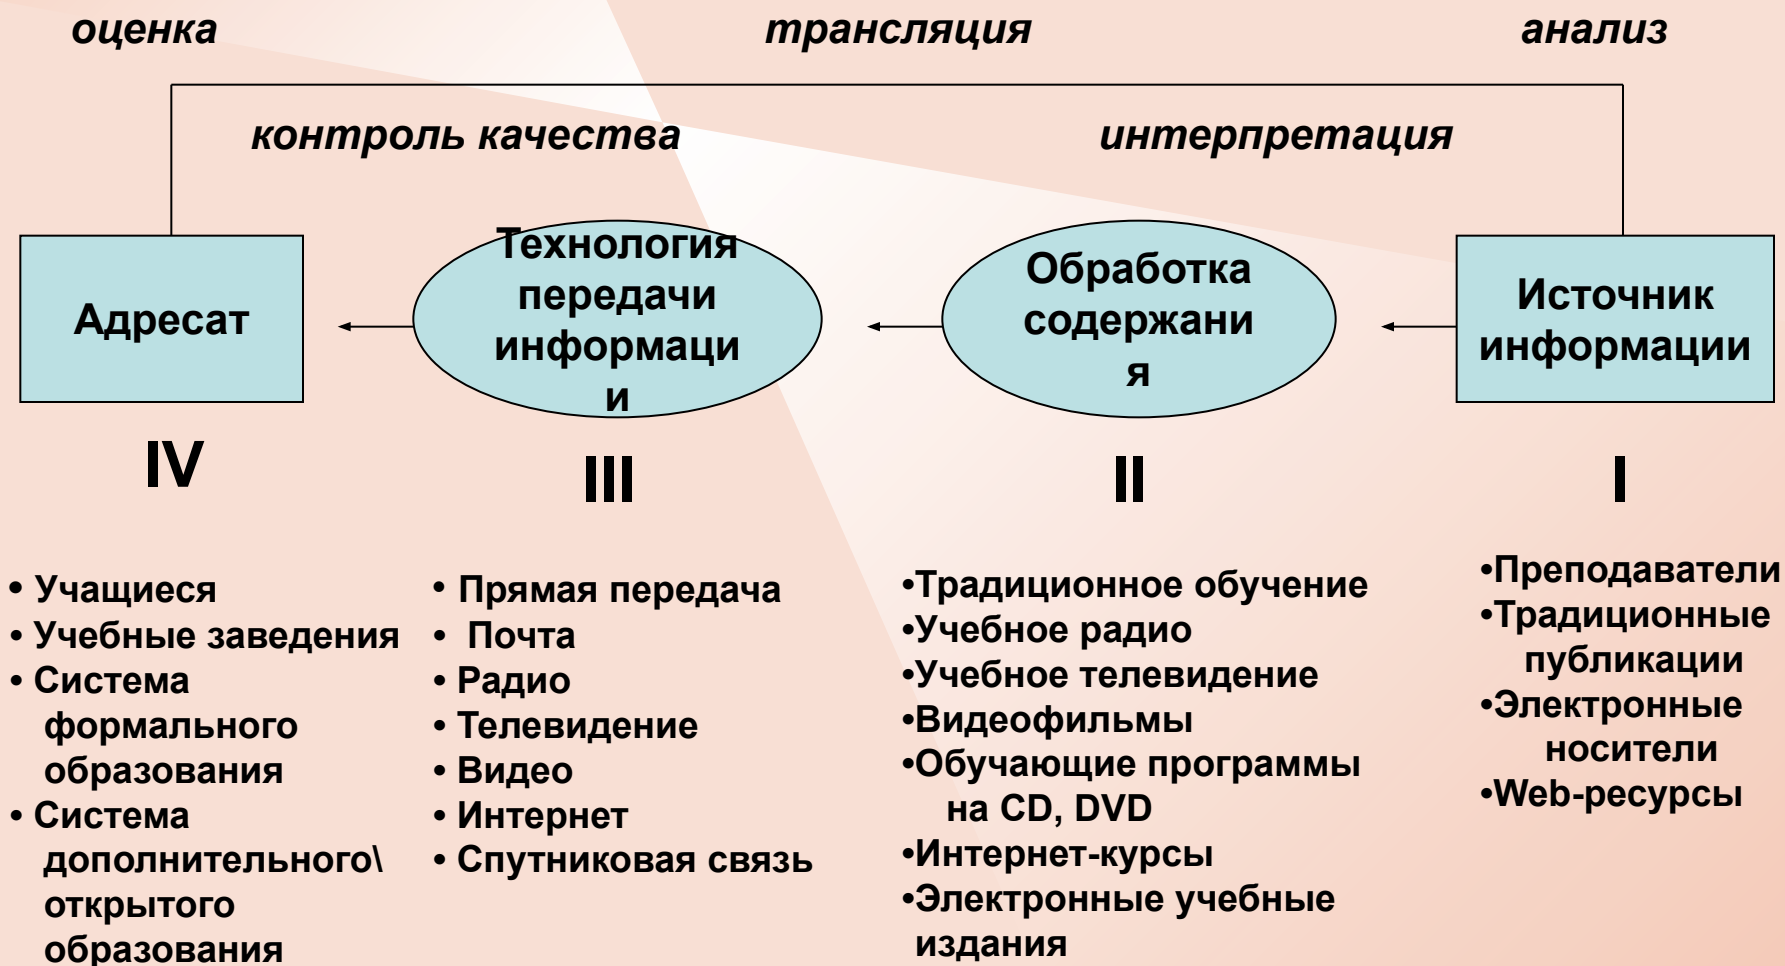 оценка
трансляция
анализ
контроль качества
интерпретация
Адресат
Технология
передачи
информаци
и
Обработка
содержани
я
Источник
информации
IV
III
II
I
• Учащиеся
• Учебные заведения
• Система
формального
образования
• Система
дополнительного\
открытого
образования
• Прямая передача
• Почта
• Радио
• Телевидение
• Видео
• Интернет
• Спутниковая связь
•Традиционное обучение
•Учебное радио
•Учебное телевидение
•Видеофильмы
•Обучающие программы
на CD, DVD
•Интернет-курсы
•Электронные учебные
издания
•Преподаватели
•Традиционные
публикации
•Электронные
носители
•Web-ресурсы